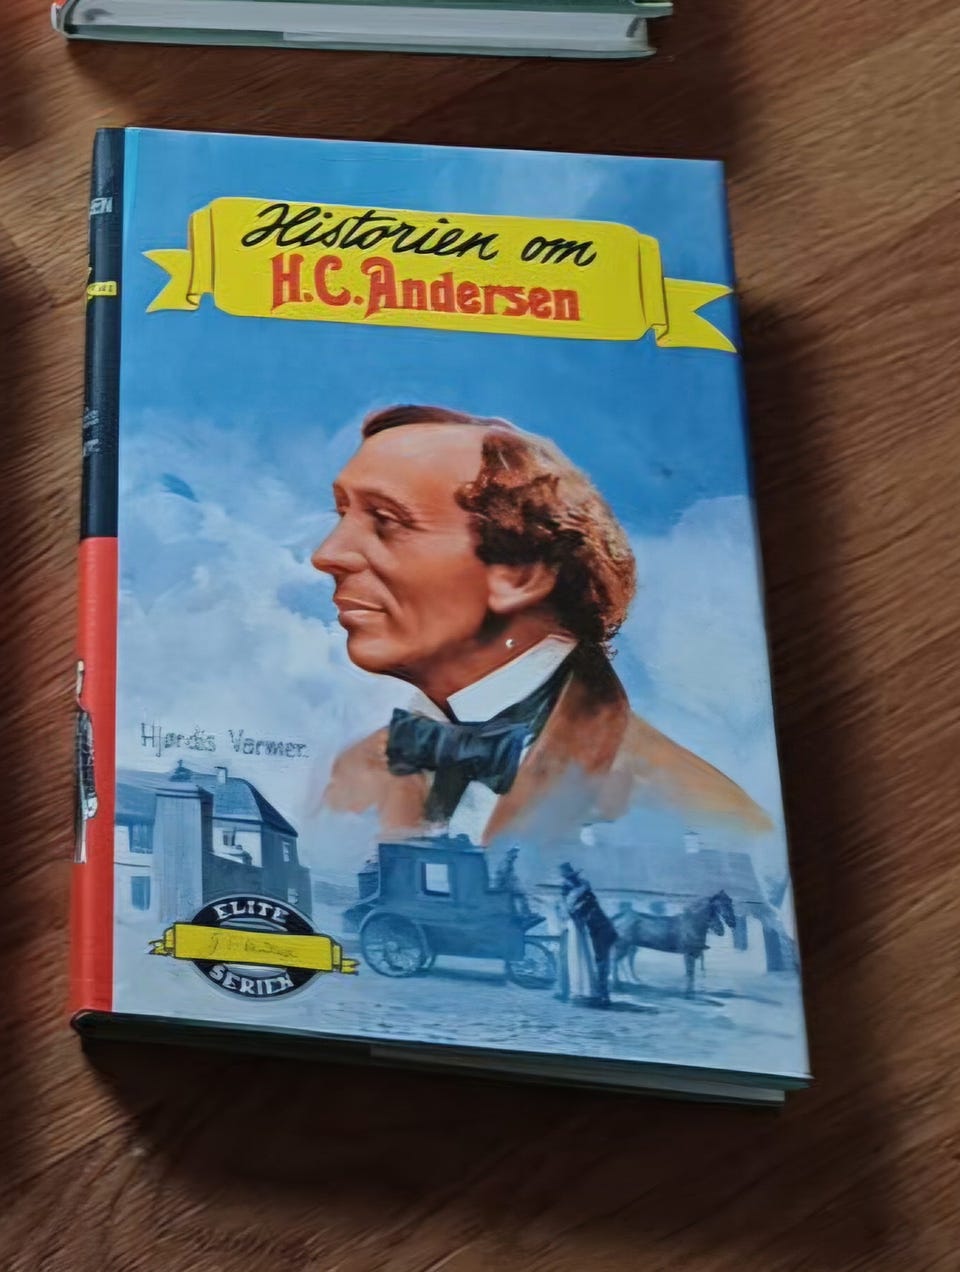 Historien om
H.C. Andersen
Hjørdis Varmer
ELITE
SERIEN